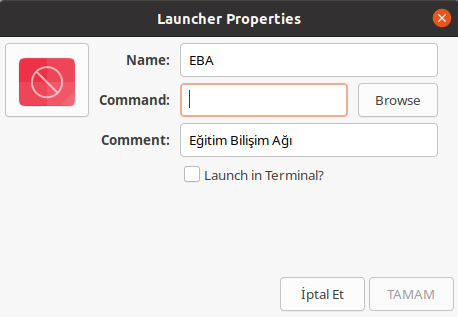 Launcher Properties
Name: EBA
Command: Browse
Comment: Eğitim Bilişim Ağı
Launch in Terminal?
İptal Et TAMAM